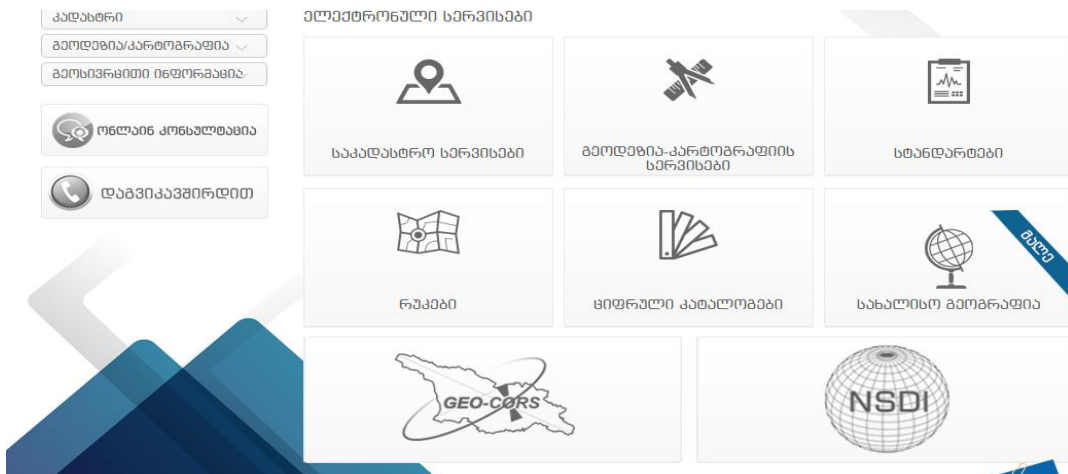 კადასტრი
გეოდეზია/კარტოგრაფია
გეოსივრცითი ინფორმაცია
ონლაინ კონსულტაცია
დაგვიკავშირდით
ელექტრონული სერვისები
საკადასტრო სერვისები
გეოდეზია-კარტოგრაფიის
სერვისები
სტანდარტები
რუკები
ციფრული კატალოგები
სახალისო გეოგრაფია
მალე
GEO-CORS
NSDI